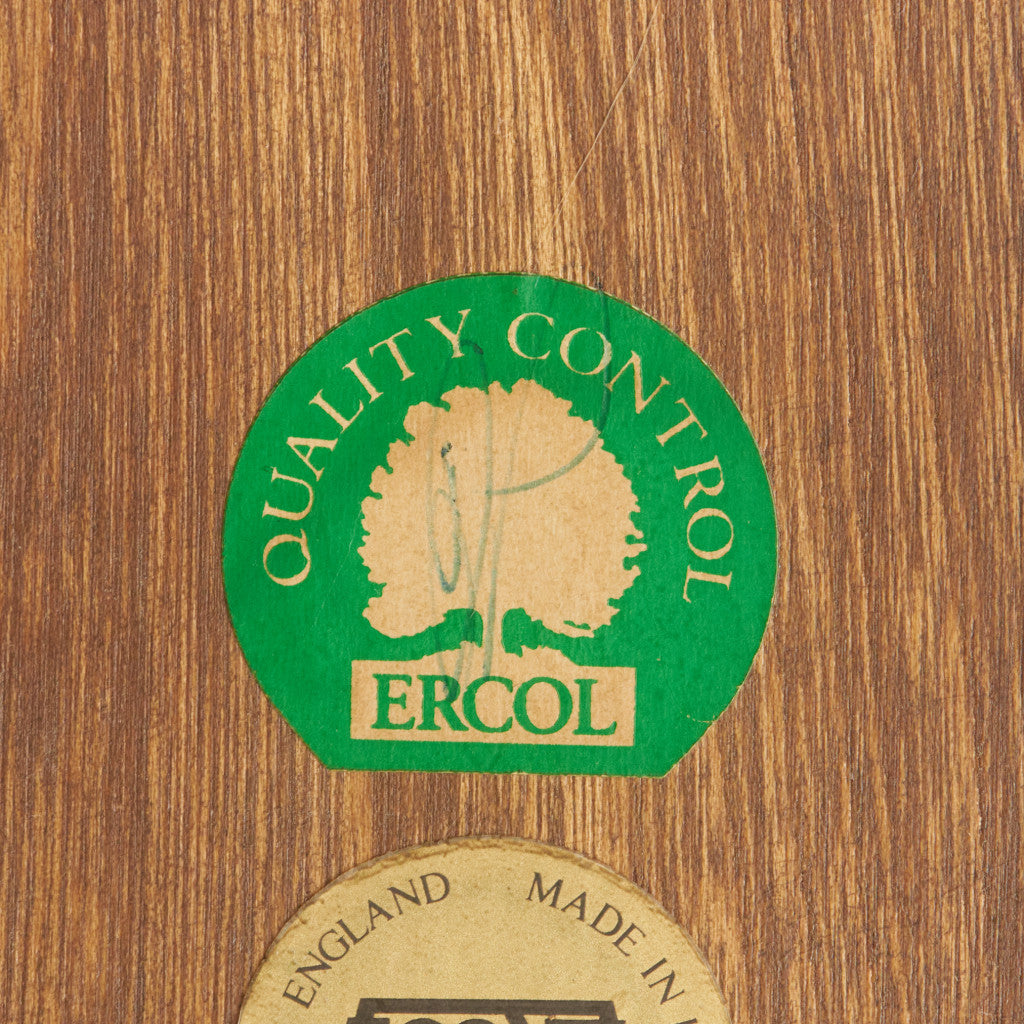 QUALITY CONTROL
ERCOL
ENGLAND MADE IN